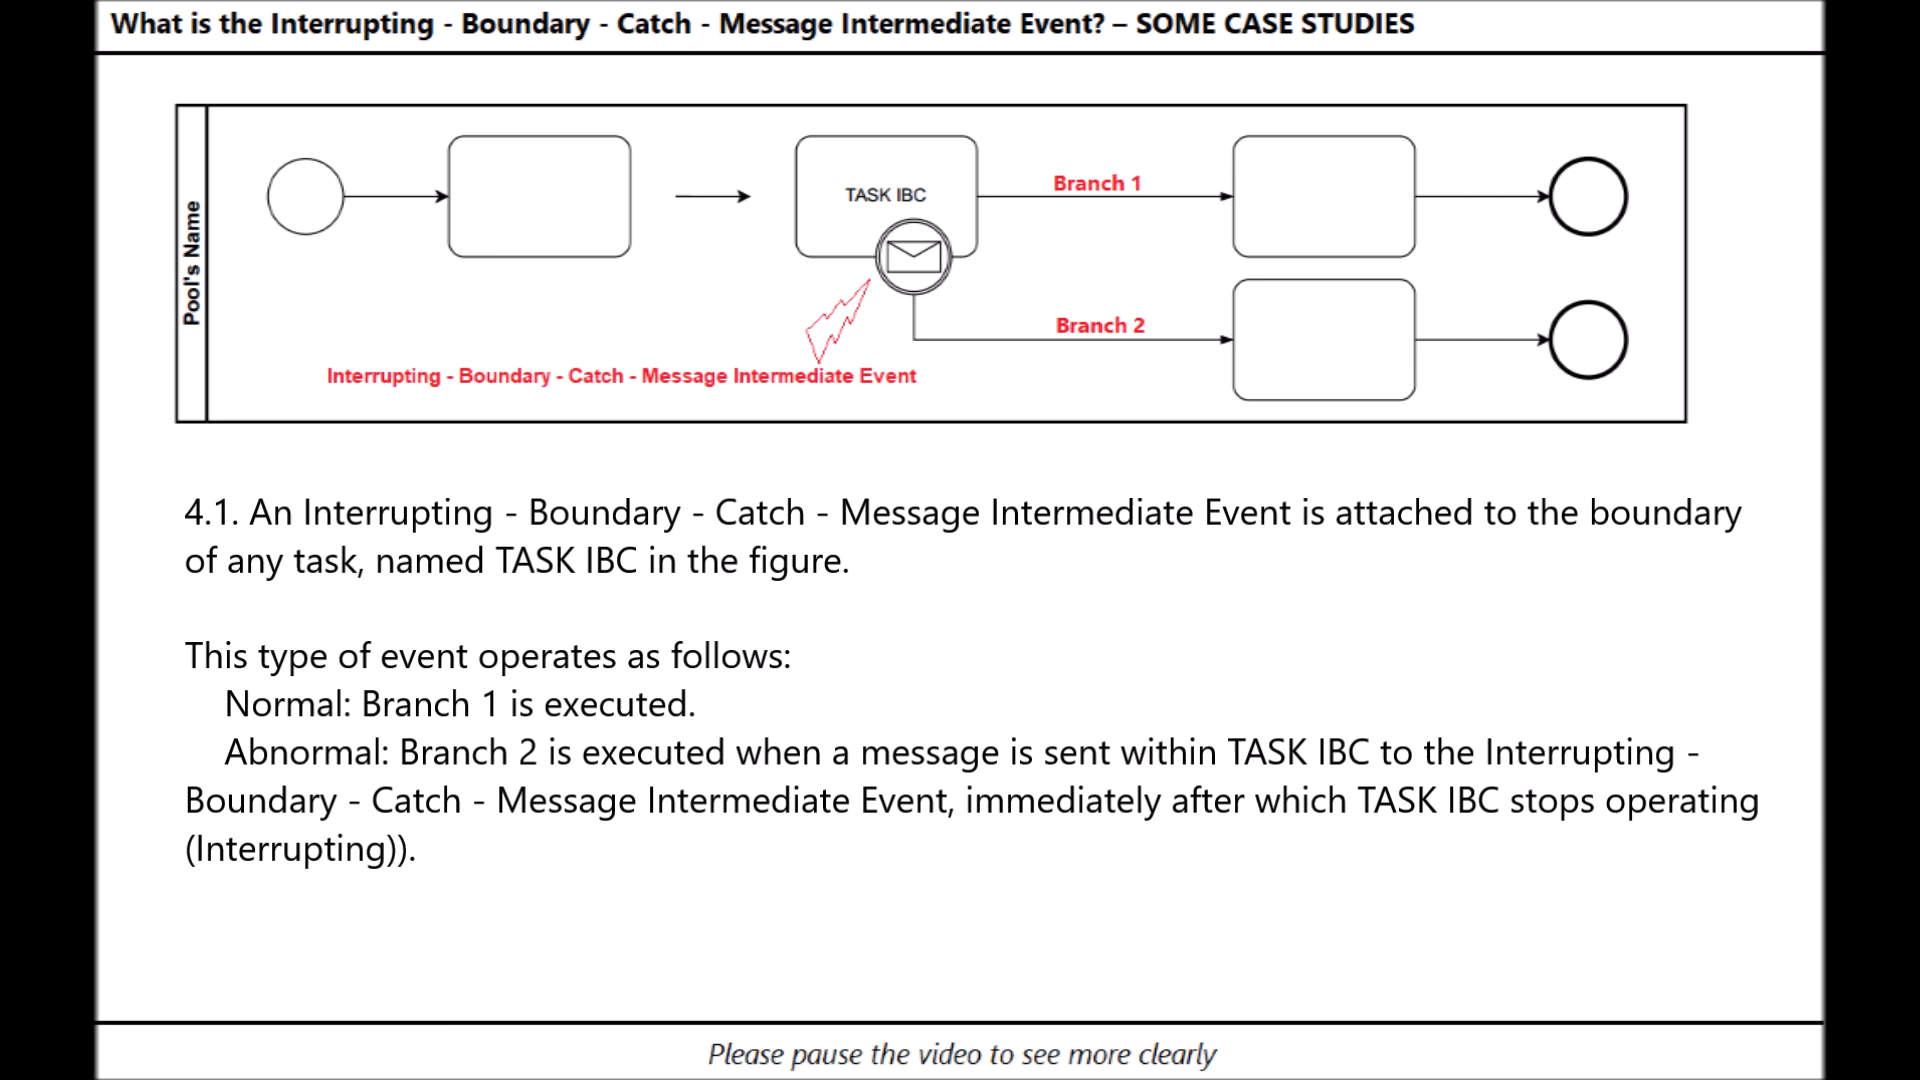 What is the Interrupting - Boundary - Catch - Message Intermediate Event? – SOME CASE STUDIES
Pool's Name
TASK IBC
Branch 1
Branch 2
Interrupting - Boundary - Catch - Message Intermediate Event
4.1. An Interrupting - Boundary - Catch - Message Intermediate Event is attached to the boundary
of any task, named TASK IBC in the figure.
This type of event operates as follows:
Normal: Branch 1 is executed.
Abnormal: Branch 2 is executed when a message is sent within TASK IBC to the Interrupting -
Boundary - Catch - Message Intermediate Event, immediately after which TASK IBC stops operating
(Interrupting)).
Please pause the video to see more clearly